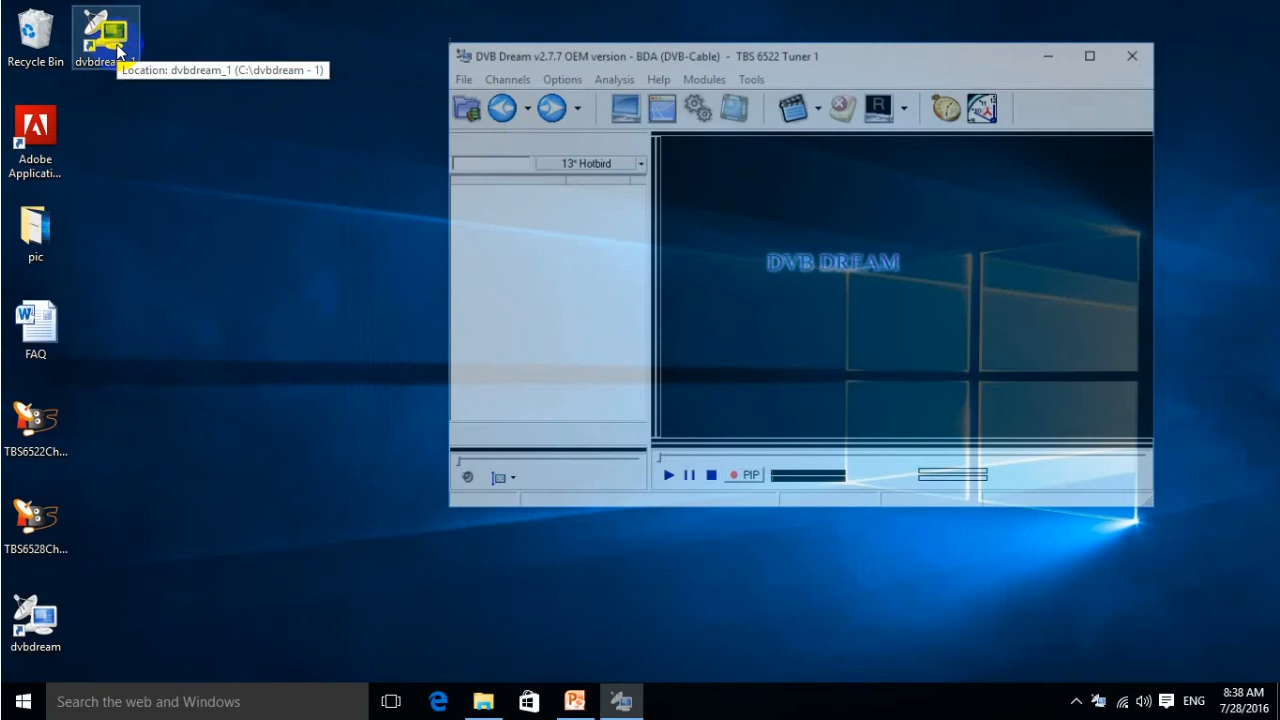 Recycle Bin
dvbdream_1
Location: dvbdream_1 (C:\dvbdream - 1)
Adobe
Applicati...
pic
FAQ
TBS6522Ch...
TBS6528Ch...
dvbdream
DVB Dream v2.7.7 OEM version - BDA (DVB-Cable) - TBS 6522 Tuner 1
File Channels Options Analysis Help Modules Tools
13° Hotbird
DVB DREAM
PIP
Search the web and Windows
ENG
8:38 AM
7/28/2016